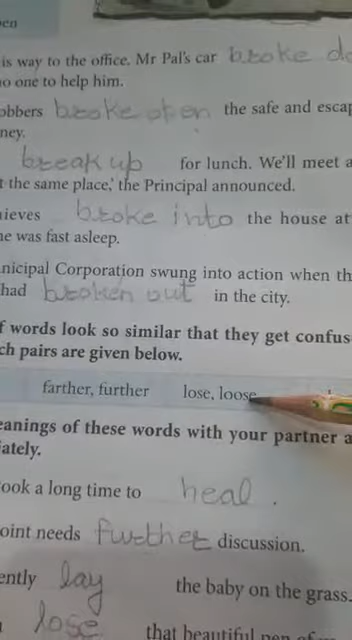 is way to the office. Mr Pal's car broke do
no one to help him.
obbers broke open the safe and escap
ney.
break up for lunch. We'll meet a
t the same place,' the Principal announced.
ieves broke into the house at
e was fast asleep.
nicipal Corporation swung into action when th
had broken out in the city.
f words look so similar that they get confus
ch pairs are given below.
farther, further lose, loose
eanings of these words with your partner a
iately.
ook a long time to heal.
oint needs further discussion.
ently lay the baby on the grass.
lose that beautiful pen of